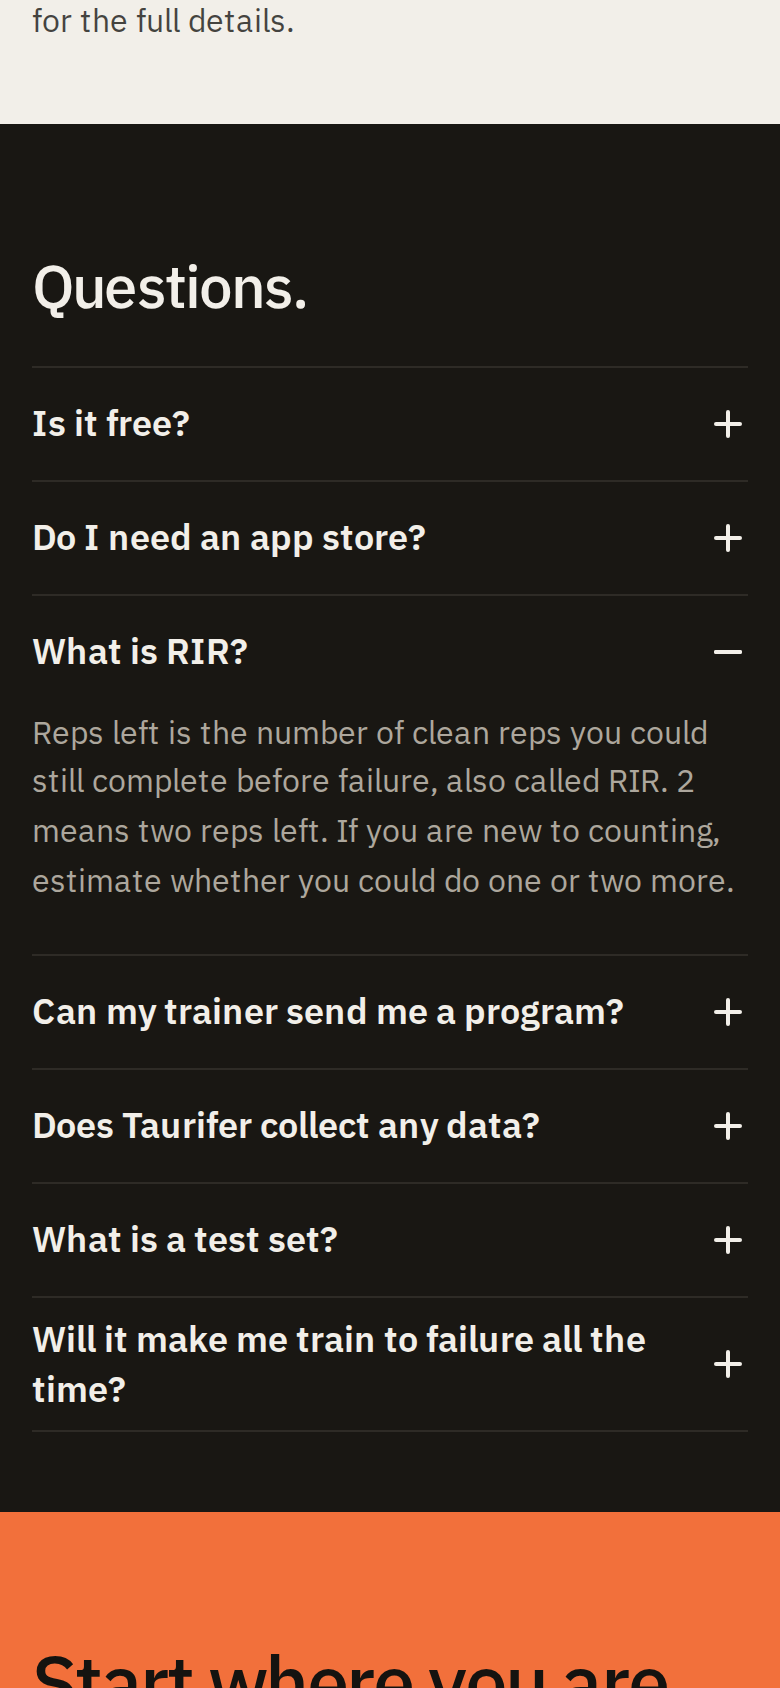 for the full details.
Questions.
Is it free?
Do I need an app store?
What is RIR?
Reps left is the number of clean reps you could
still complete before failure, also called RIR. 2
means two reps left. If you are new to counting,
estimate whether you could do one or two more.
Can my trainer send me a program?
Does Taurifer collect any data?
What is a test set?
Will it make me train to failure all the
time?
Start where you are